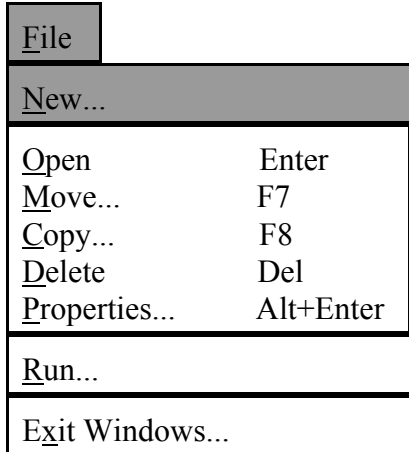 File
New...
Open Enter
Move... F7
Copy... F8
Delete Del
Properties... Alt+Enter
Run...
Exit Windows...